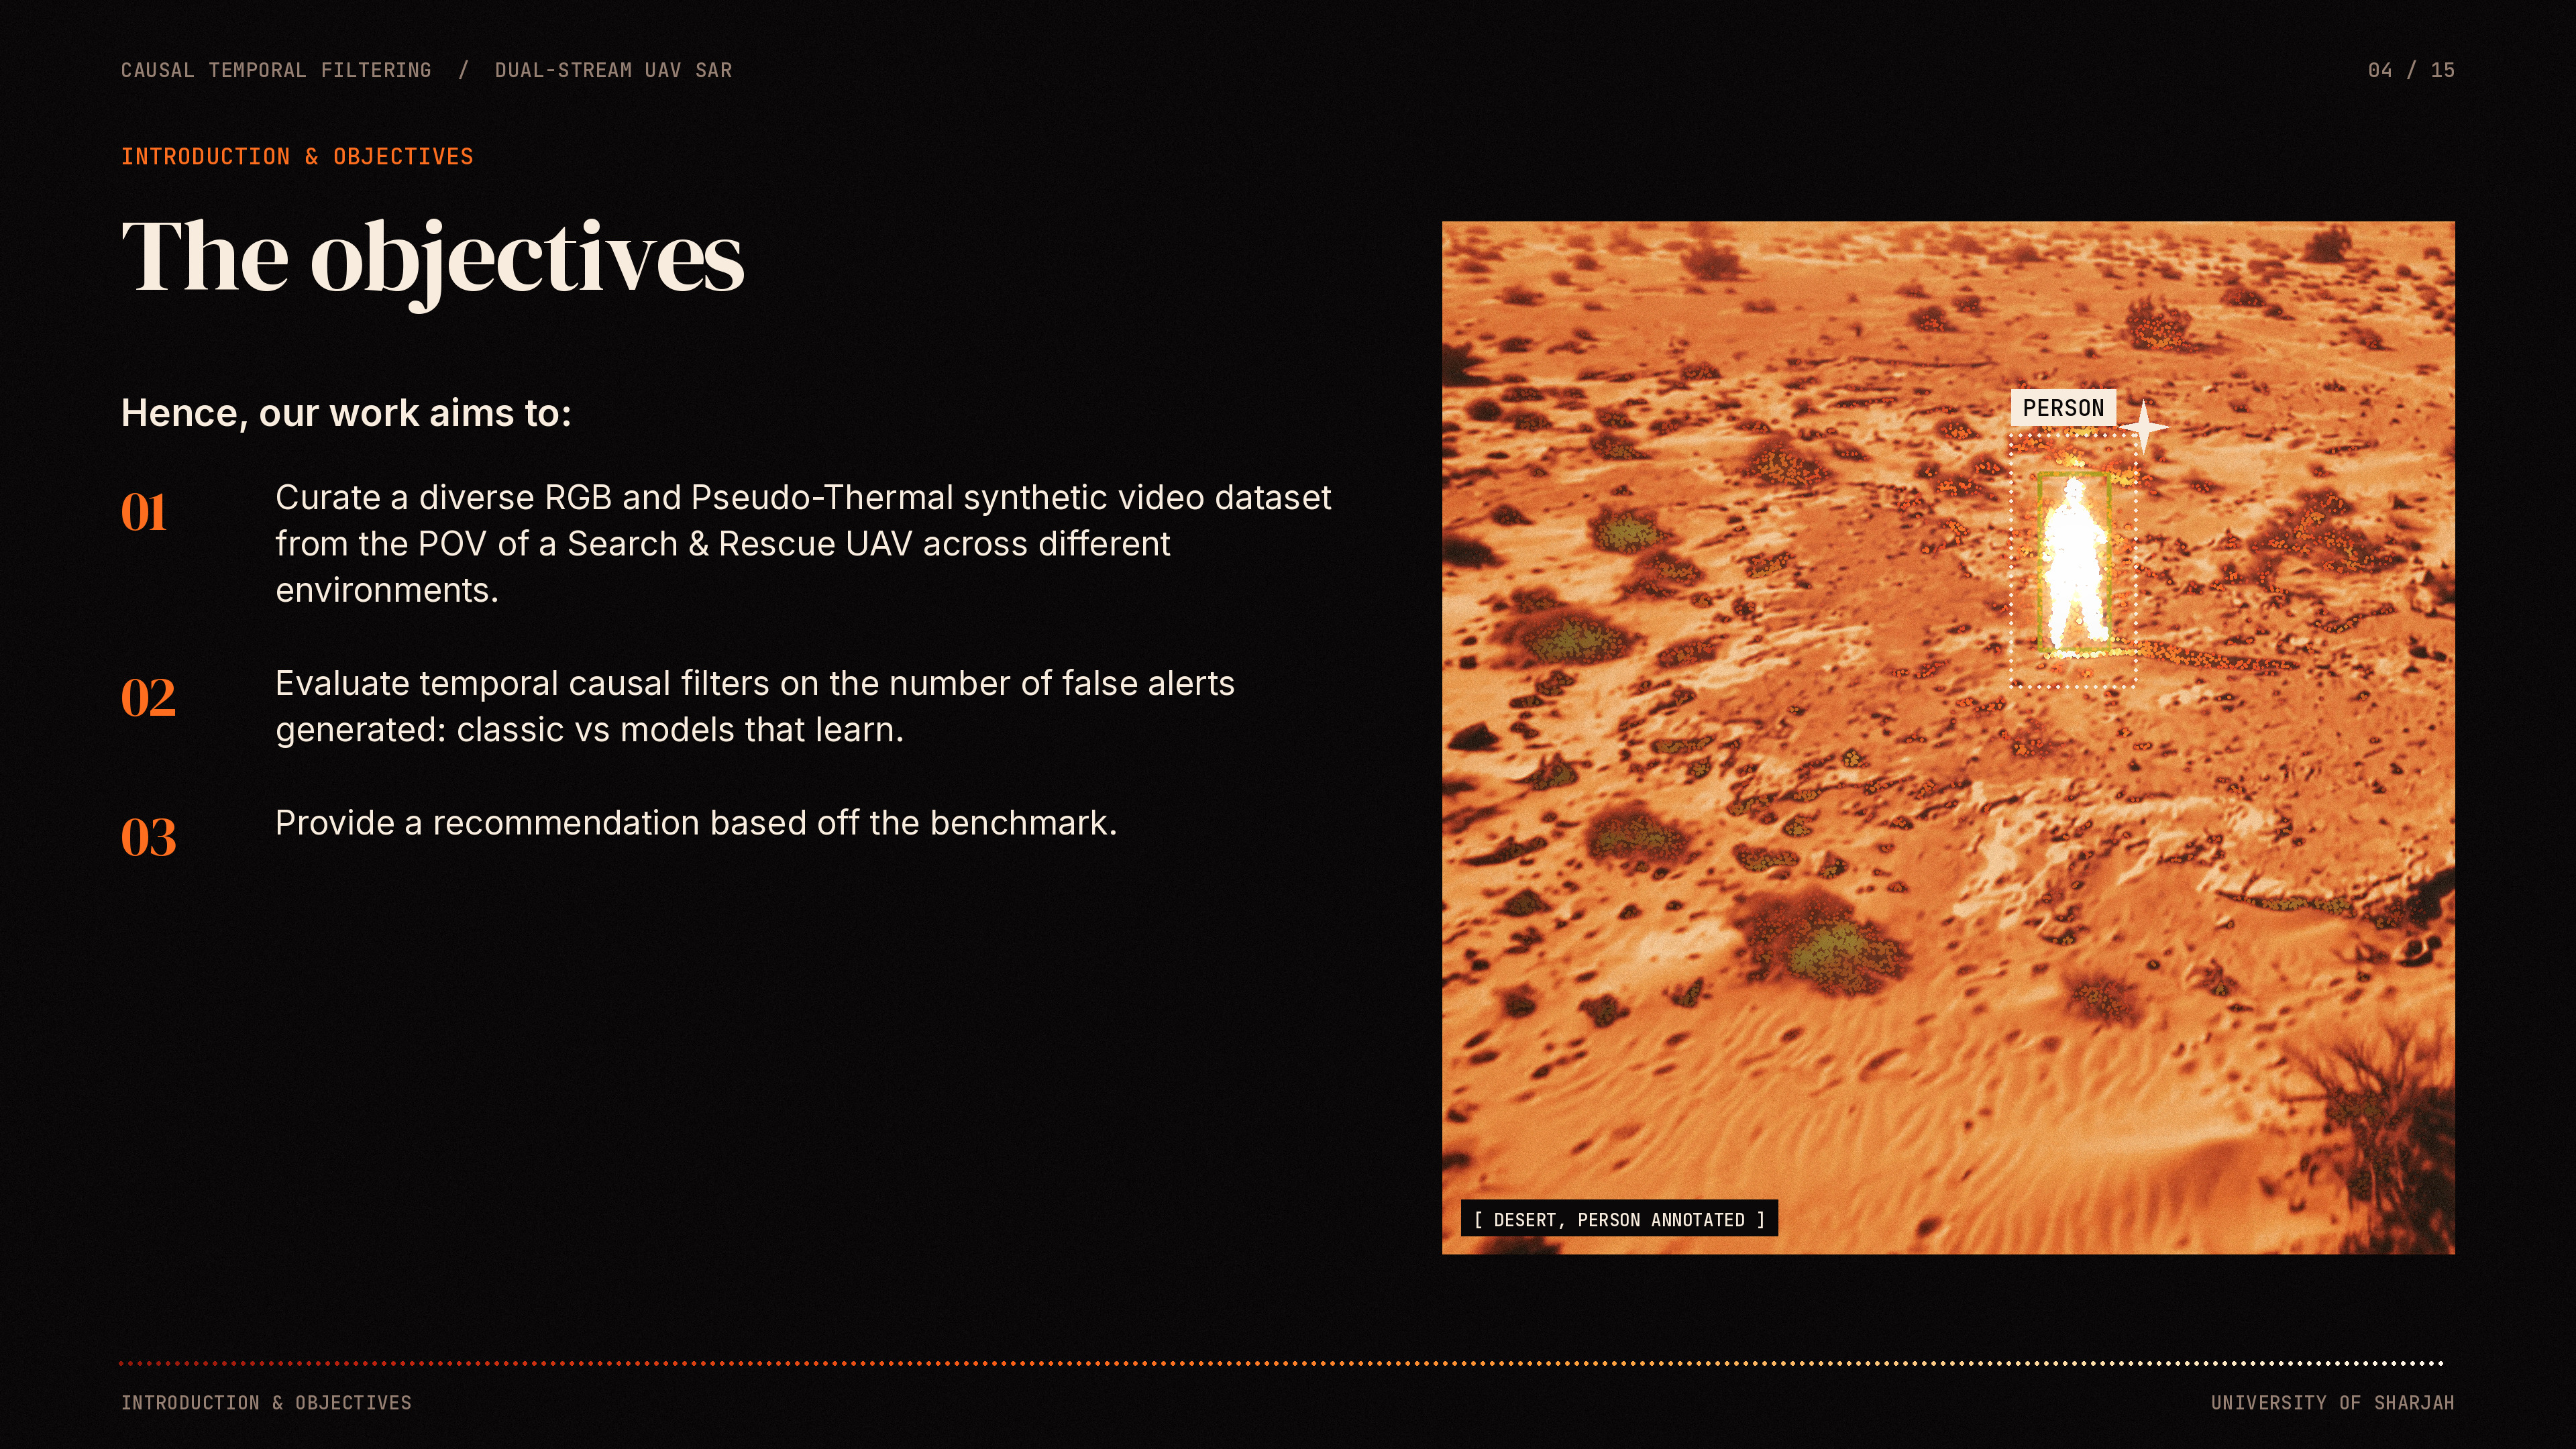 CAUSAL TEMPORAL FILTERING / DUAL-STREAM UAV SAR
04 / 15
INTRODUCTION & OBJECTIVES
The objectives
Hence, our work aims to:
01
Curate a diverse RGB and Pseudo-Thermal synthetic video dataset
from the POV of a Search & Rescue UAV across different
environments.
02
Evaluate temporal causal filters on the number of false alerts
generated: classic vs models that learn.
03
Provide a recommendation based off the benchmark.
PERSON
[ DESERT, PERSON ANNOTATED ]
INTRODUCTION & OBJECTIVES
UNIVERSITY OF SHARJAH